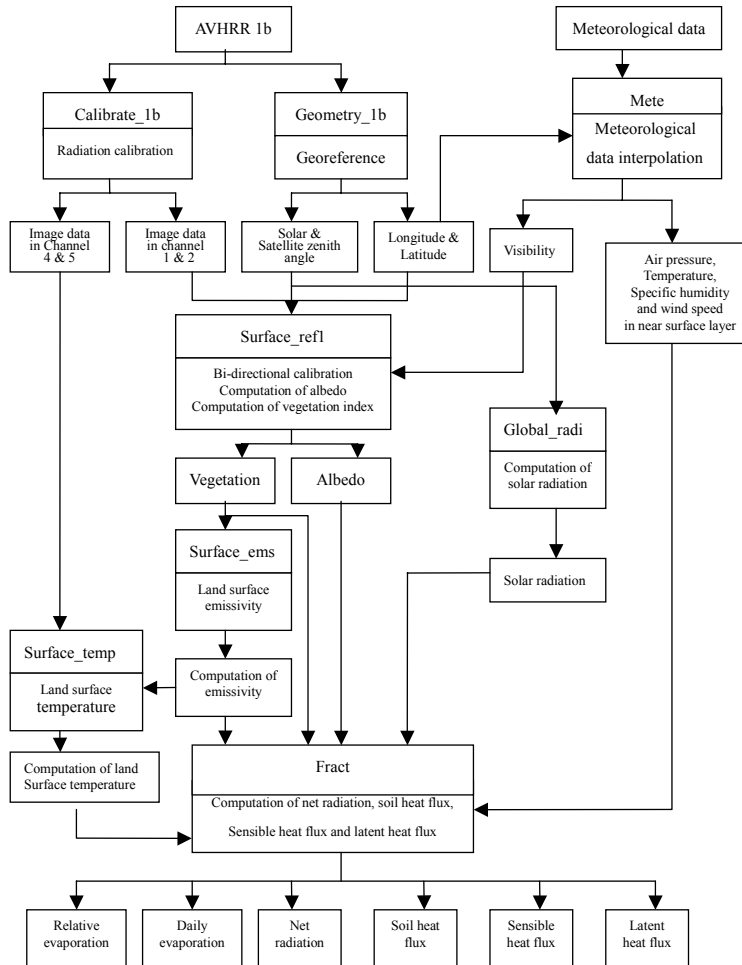 AVHRR 1b
Meteorological data
Calibrate_1b
Radiation calibration
Geometry_1b
Georeference
Mete
Meteorological
data interpolation
Image data
in Channel
4 & 5
Image data
in channel
1 & 2
Solar &
Satellite zenith
angle
Longitude &
Latitude
Visibility
Air pressure,
Temperature,
Specific humidity
and wind speed
in near surface layer
Surface_ref1
Bi-directional calibration
Computation of albedo
Computation of vegetation index
Global_radi
Computation of
solar radiation
Vegetation
Albedo
Surface_ems
Land surface
emissivity
Solar radiation
Surface_temp
Land surface
temperature
Computation of
emissivity
Computation of land
Surface temperature
Fract
Computation of net radiation, soil heat flux,
Sensible heat flux and latent heat flux
Relative
evaporation
Daily
evaporation
Net
radiation
Soil heat
flux
Sensible
heat flux
Latent
heat flux